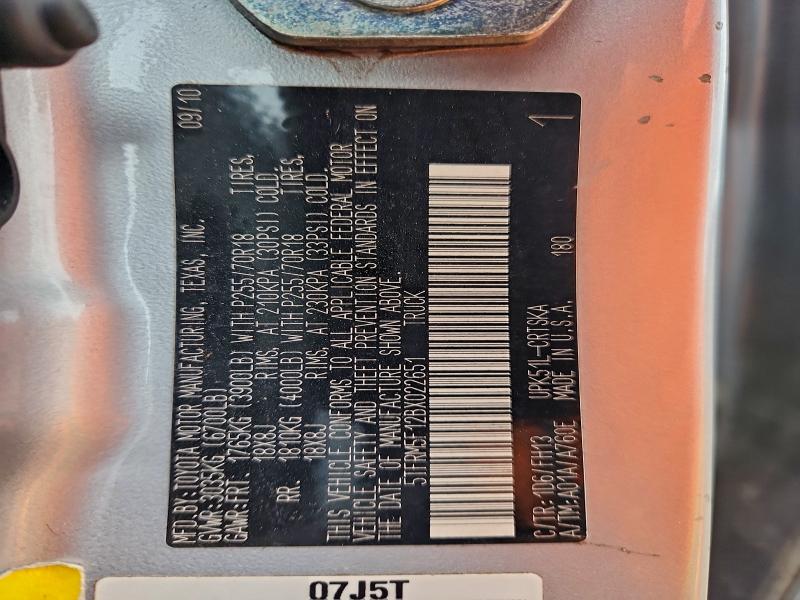 MFD.BY:TOYOTA MOTOR MANUFACTURING, TEXAS, INC. 09/10
GVWR:3035KG(6700LB)
GAWR:FRT. 1765KG(3900LB) WITH P255/70R18 TIRES,
18X8J RIMS, AT 210KPA (30PSI) COLD.
RR. 1810KG (4000LB) WITH P255/70R18 TIRES,
18X8J RIMS, AT 230KPA (33PSI) COLD.
THIS VEHICLE CONFORMS TO ALL APPLICABLE FEDERAL MOTOR
VEHICLE SAFETY AND THEFT PREVENTION STANDARDS IN EFFECT ON
THE DATE OF MANUFACTURE SHOWN ABOVE.
5TFRM5F12BX022651 TRUCK
1
C/TR:1D6/FH13 UPK51L-CRTSKA
A/TM:A01A/AV60E MADE IN U.S.A. 180
07J5T